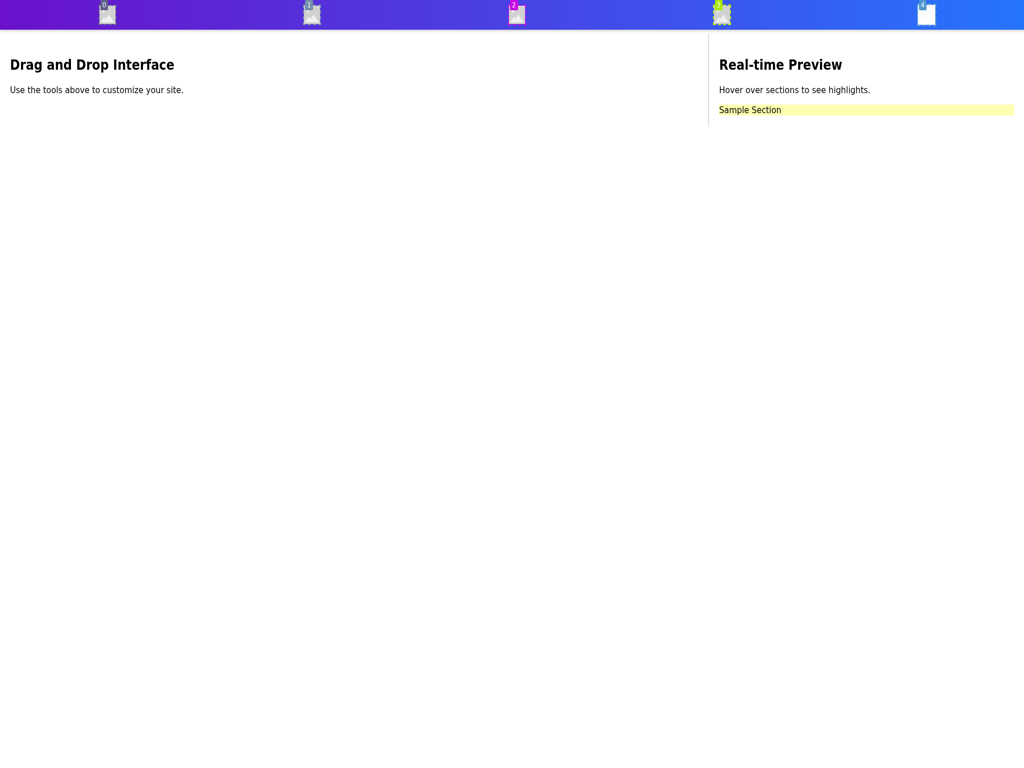 0
1
2
3
4
Drag and Drop Interface
Use the tools above to customize your site.
Real-time Preview
Hover over sections to see highlights.
Sample Section